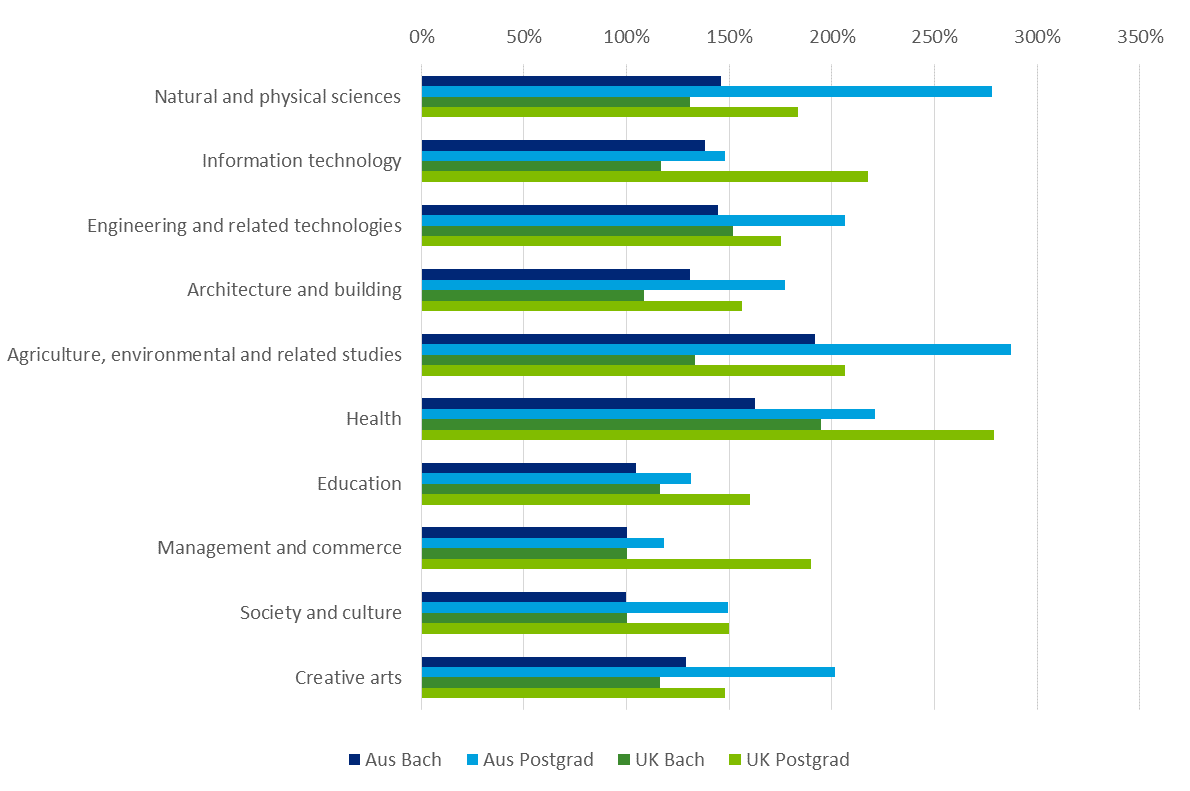 0% 50% 100% 150% 200% 250% 300% 350%
Natural and physical sciences
Information technology
Engineering and related technologies
Architecture and building
Agriculture, environmental and related studies
Health
Education
Management and commerce
Society and culture
Creative arts
Aus Bach Aus Postgrad UK Bach UK Postgrad